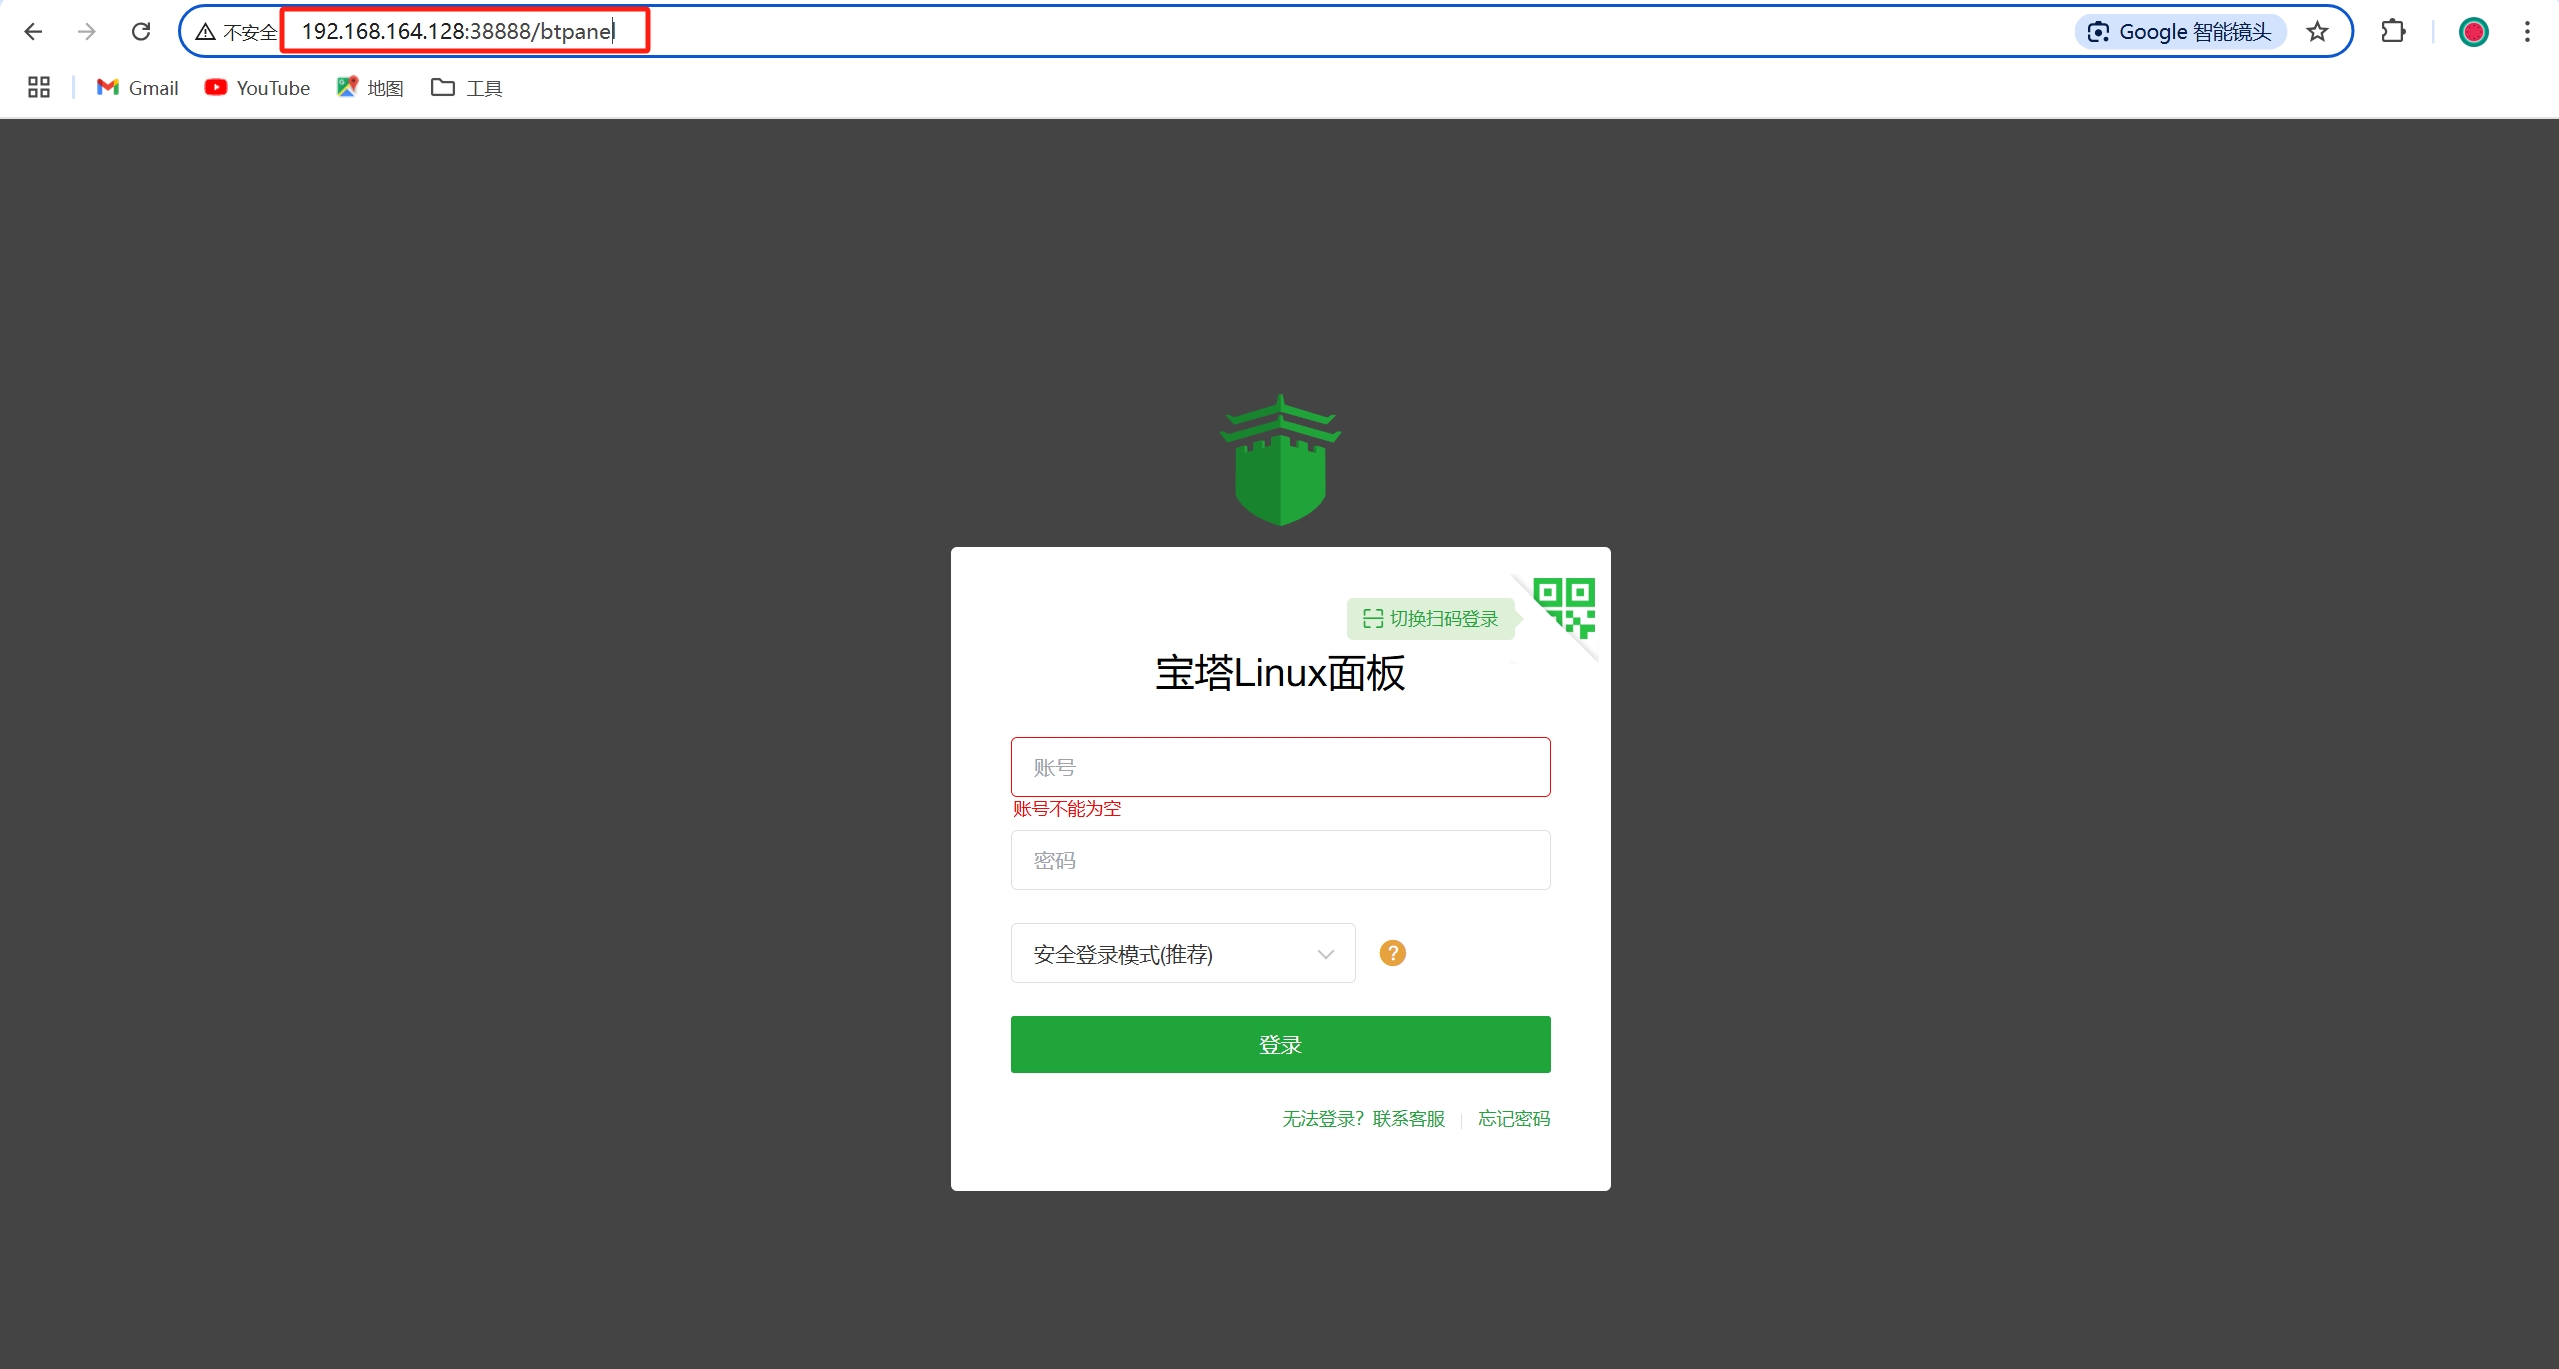 不安全 192.168.164.128:38888/btpanel Google 智能镜头
Gmail YouTube 地图 工具
切换扫码登录
宝塔Linux面板
账号
账号不能为空
密码
安全登录模式(推荐) ?
登录
无法登录? 联系客服 忘记密码